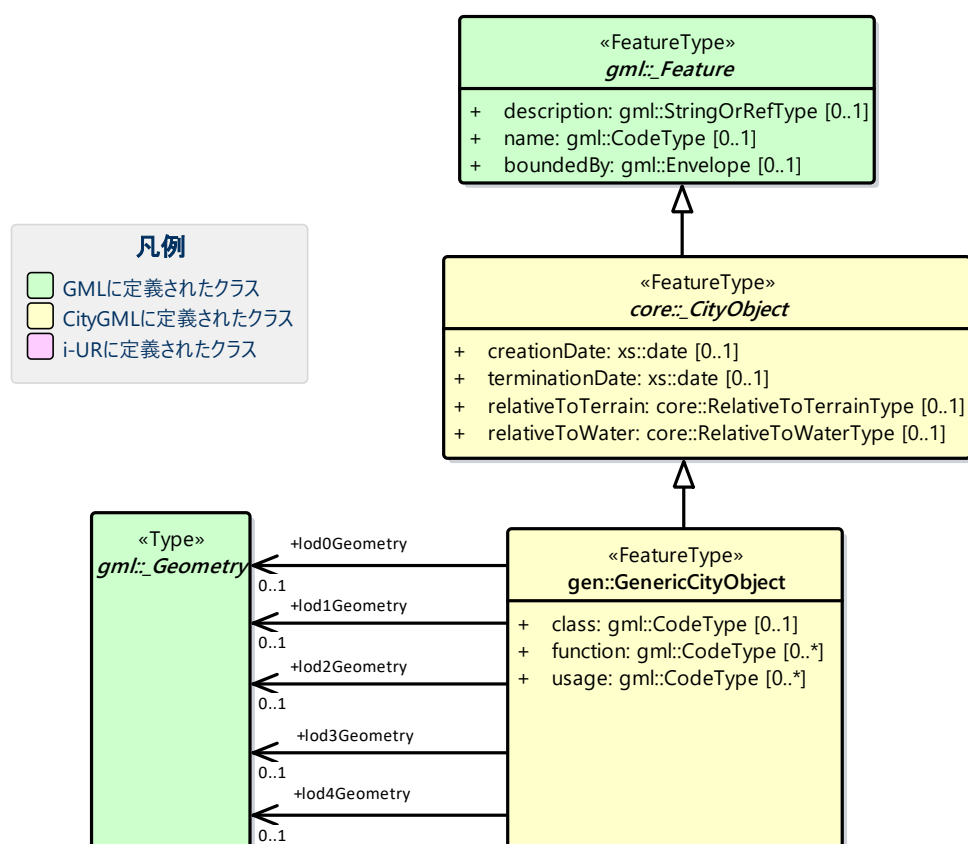 «FeatureType»
gml::_Feature
+ description: gml::StringOrRefType [0..1]
+ name: gml::CodeType [0..1]
+ boundedBy: gml::Envelope [0..1]
凡例
GMLに定義されたクラス
CityGMLに定義されたクラス
i-URに定義されたクラス
«FeatureType»
core::_CityObject
+ creationDate: xs::date [0..1]
+ terminationDate: xs::date [0..1]
+ relativeToTerrain: core::RelativeToTerrainType [0..1]
+ relativeToWater: core::RelativeToWaterType [0..1]
«Type»
gml::_Geometry
+lod0Geometry
0..1
+lod1Geometry
0..1
+lod2Geometry
0..1
+lod3Geometry
0..1
+lod4Geometry
0..1
«FeatureType»
gen::GenericCityObject
+ class: gml::CodeType [0..1]
+ function: gml::CodeType [0..*]
+ usage: gml::CodeType [0..*]